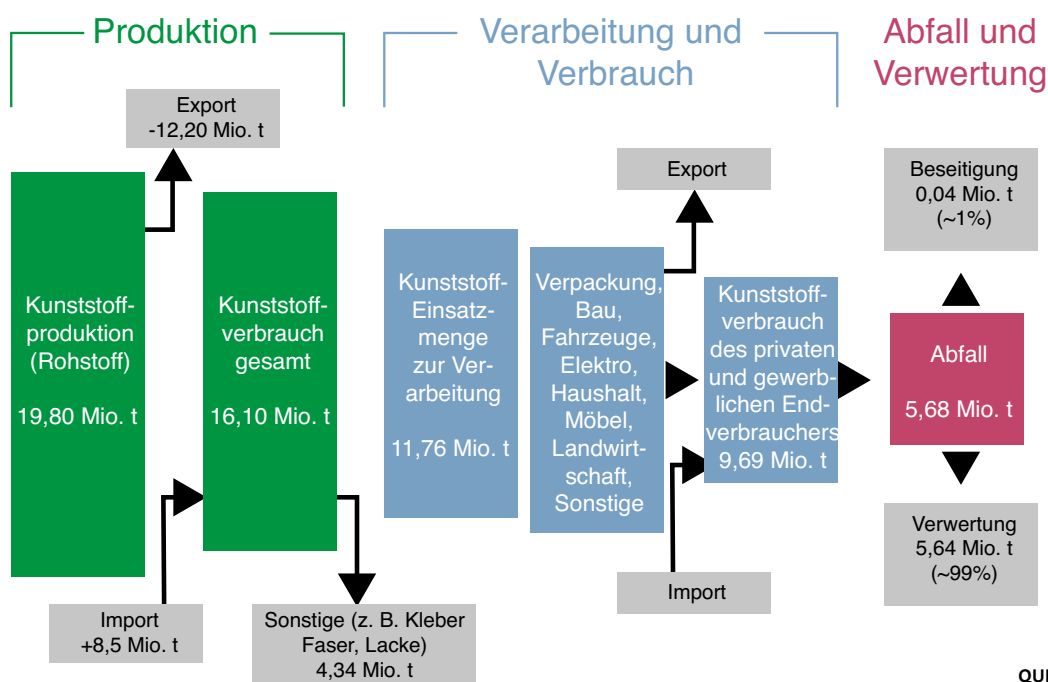 Produktion
Export
-12,20 Mio. t
Kunststoff-
produktion
(Rohstoff)
19,80 Mio. t
Kunststoff-
verbrauch
gesamt
16,10 Mio. t
Import
+8,5 Mio. t
Sonstige (z. B. Kleber
Faser, Lacke)
4,34 Mio. t
Verarbeitung und
Verbrauch
Export
Kunststoff-
Einsatz-
menge
zur Ver-
arbeitung
11,76 Mio. t
Verpackung,
Bau,
Fahrzeuge,
Elektro,
Haushalt,
Möbel,
Landwirt-
schaft,
Sonstige
Kunststoff-
verbrauch
des privaten
und gewerb-
lichen End-
verbrauchers
9,69 Mio. t
Import
Abfall und
Verwertung
Beseitigung
0,04 Mio. t
(~1%)
Abfall
5,68 Mio. t
Verwertung
5,64 Mio. t
(~99%)